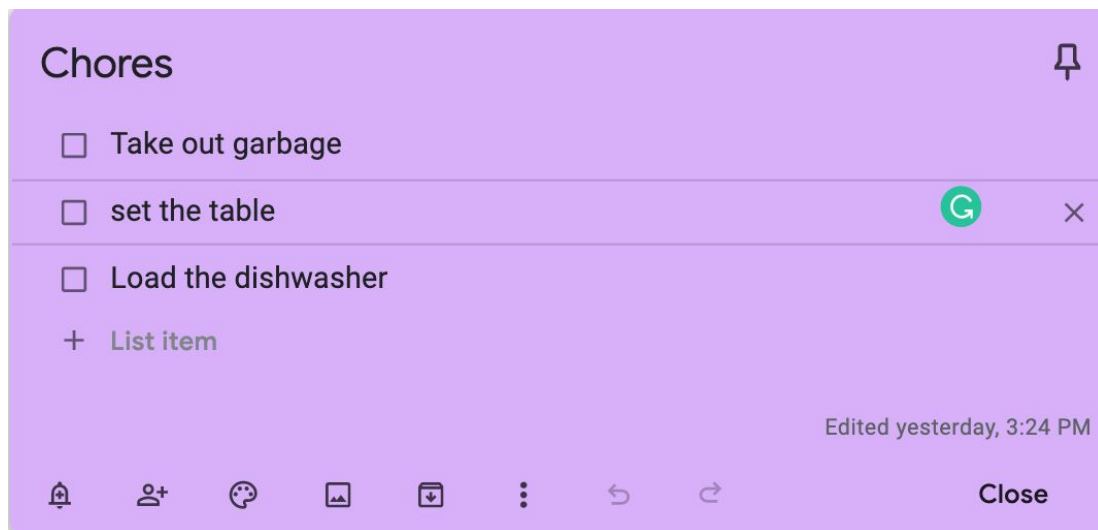 Chores
Take out garbage
set the table
Load the dishwasher
+ List item
Edited yesterday, 3:24 PM
Close